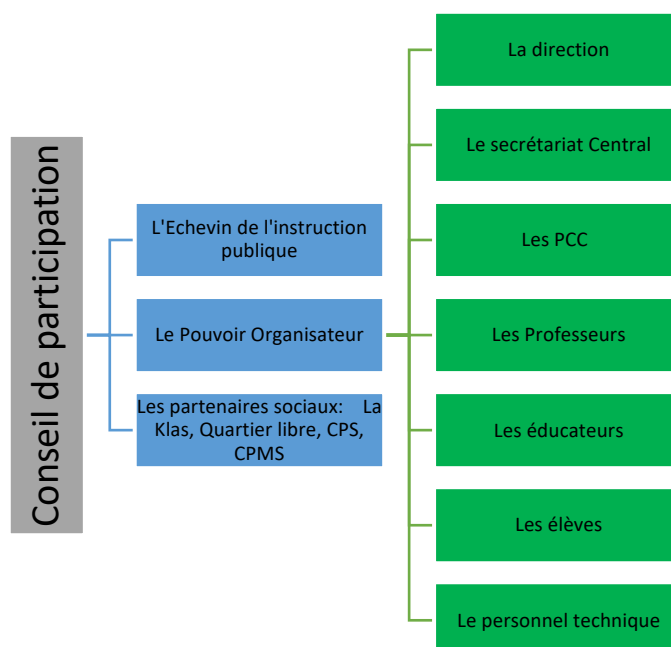 Conseil de participation
L'Echevin de l'instruction
publique
Le Pouvoir Organisateur
Les partenaires sociaux: La
Klas, Quartier libre, CPS,
CPMS
La direction
Le secrétariat Central
Les PCC
Les Professeurs
Les éducateurs
Les élèves
Le personnel technique